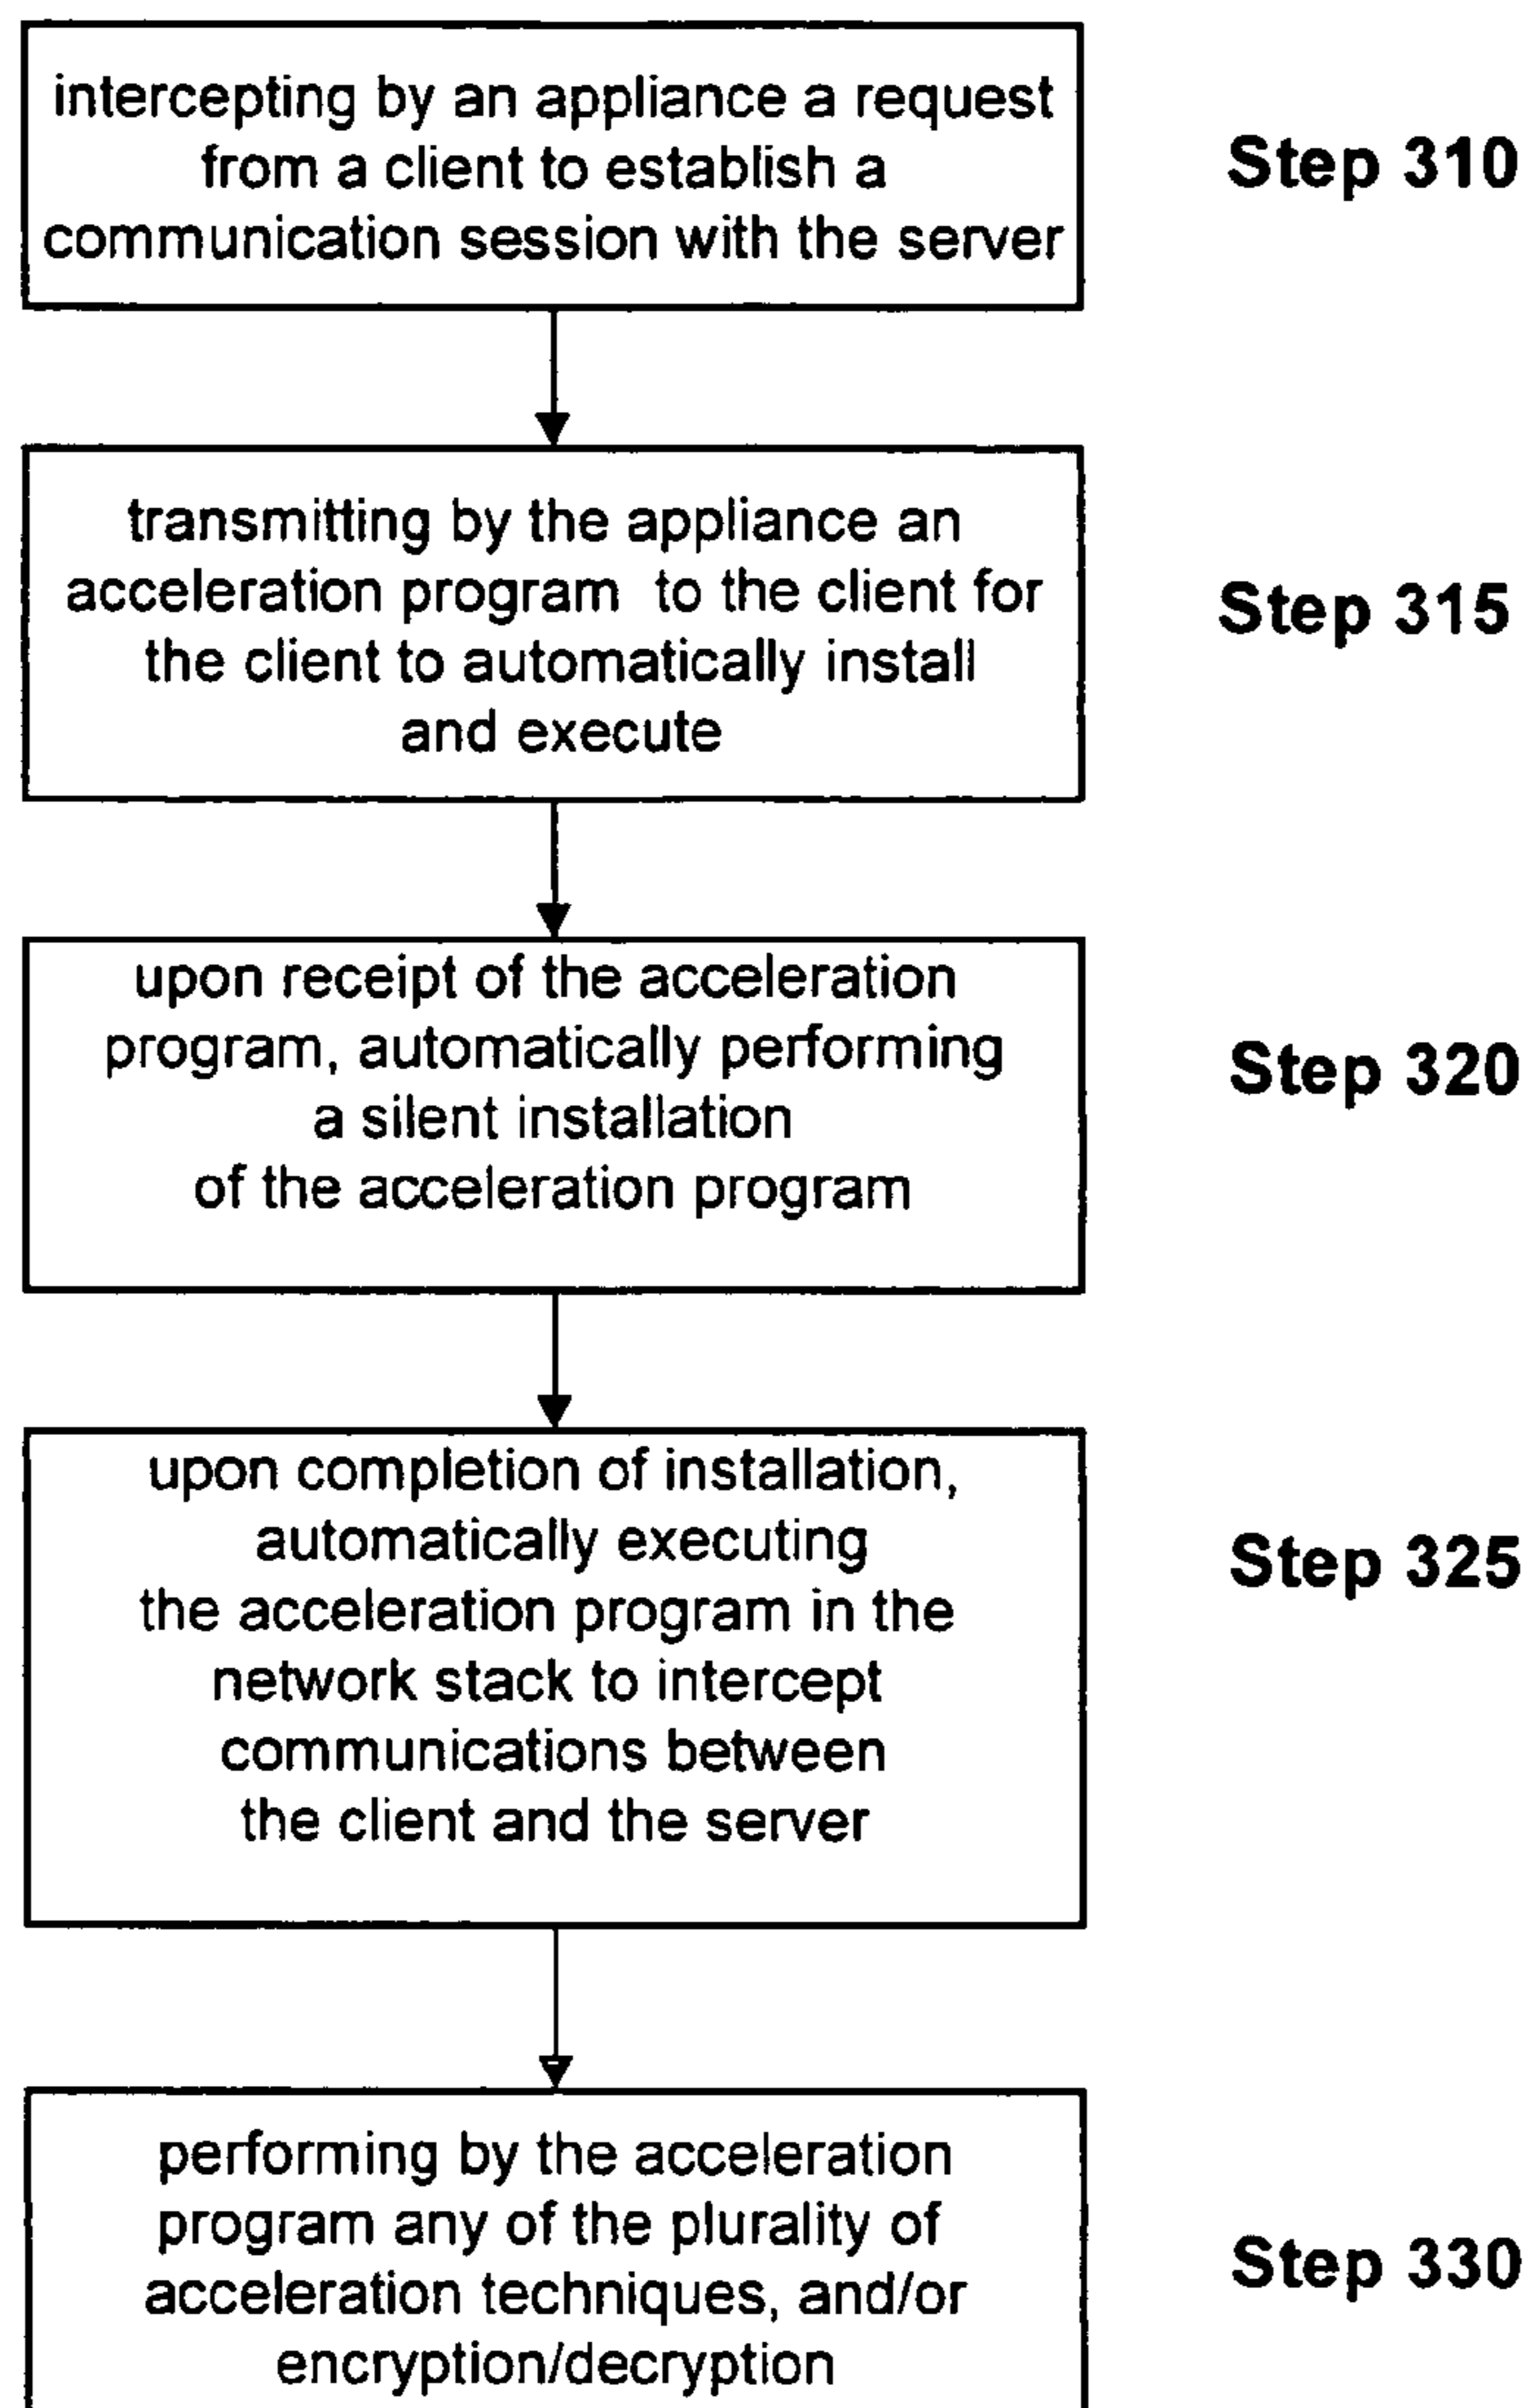 intercepting by an appliance a request
from a client to establish a
communication session with the server
Step 310
transmitting by the appliance an
acceleration program to the client for
the client to automatically install
and execute
Step 315
upon receipt of the acceleration
program, automatically performing
a silent installation
of the acceleration program
Step 320
upon completion of installation,
automatically executing
the acceleration program in the
network stack to intercept
communications between
the client and the server
Step 325
performing by the acceleration
program any of the plurality of
acceleration techniques, and/or
encryption/decryption
Step 330